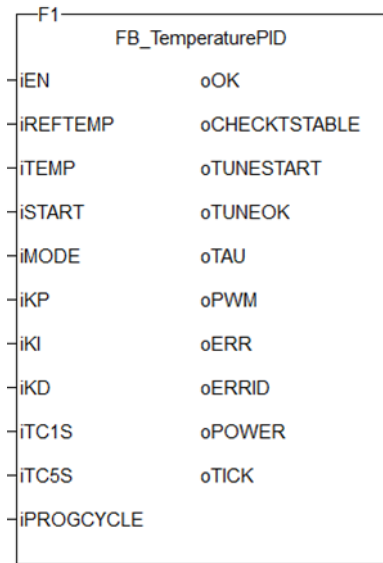 F1
FB_TemperaturePID
iEN oOK
iREFTEMP oCHECKTSTABLE
iTEMP oTUNESTART
iSTART oTUNEOK
iMODE oTAU
iKP oPWM
iKI oERR
iKD oERRID
iTC1S oPOWER
iTC5S oTICK
iPROGCYCLE